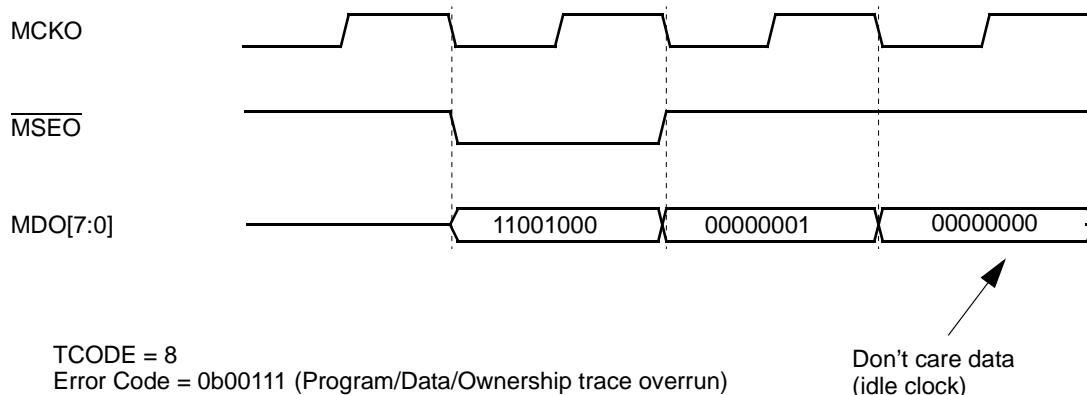 MCKO
MSEO
MDO[7:0]
11001000 00000001 00000000
TCODE = 8
Error Code = 0b00111 (Program/Data/Ownership trace overrun)
Don’t care data
(idle clock)